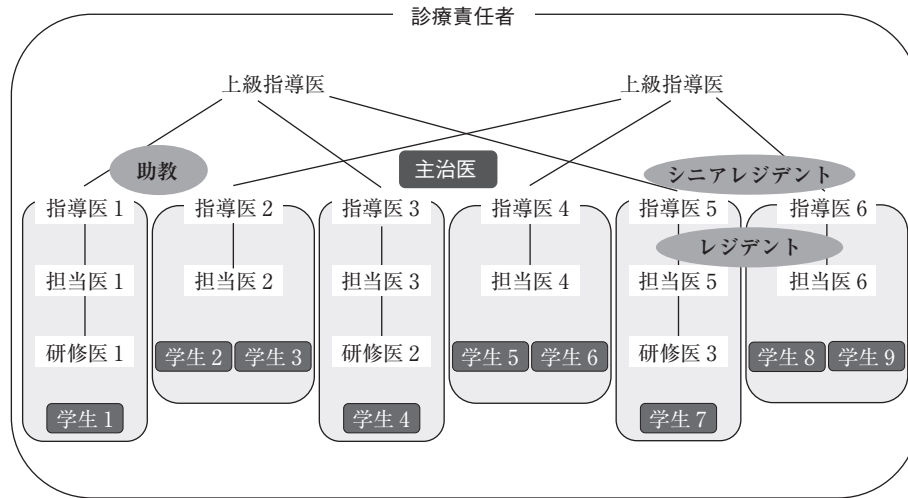 診療責任者
上級指導医 上級指導医
助教 主治医 シニアレジデント
指導医 1 指導医 2 指導医 3 指導医 4 指導医 5 指導医 6
レジデント
担当医 1 担当医 2 担当医 3 担当医 4 担当医 5 担当医 6
研修医 1 学生 2 学生 3 研修医 2 学生 5 学生 6 研修医 3 学生 8 学生 9
学生 1 学生 4 学生 7